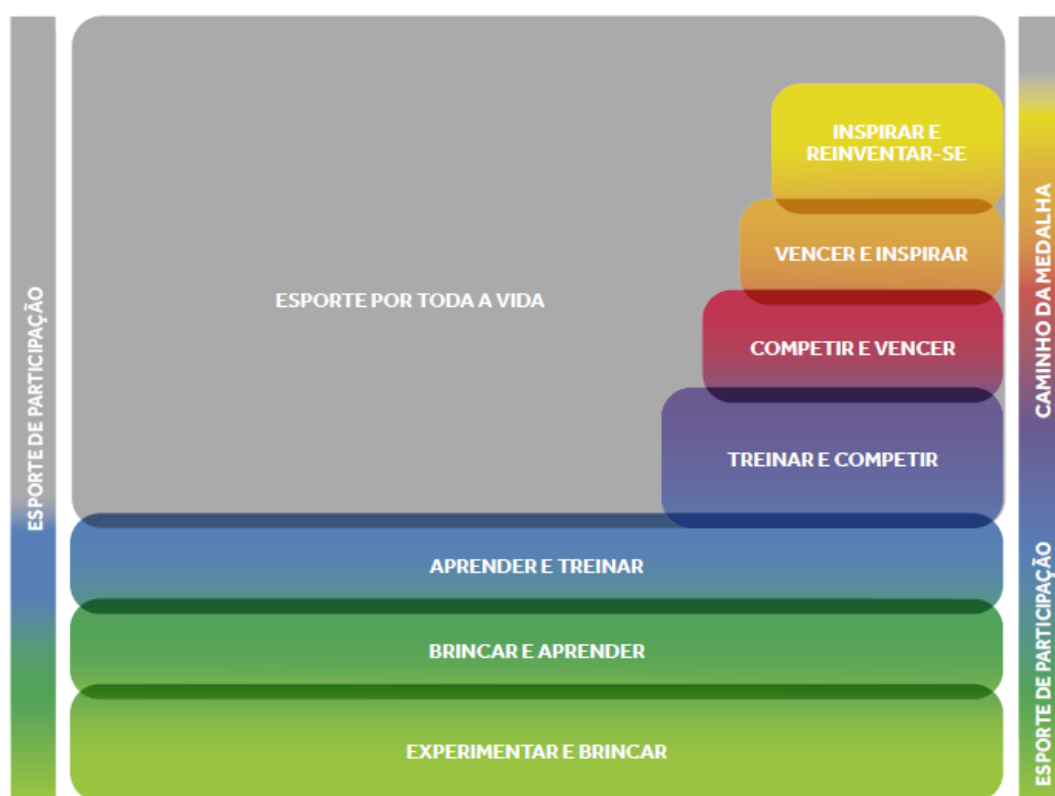 INSPIRAR E
REINVENTAR-SE
VENCER E INSPIRAR
ESPORTE POR TODA A VIDA
COMPETIR E VENCER
TREINAR E COMPETIR
APRENDER E TREINAR
BRINCAR E APRENDER
EXPERIMENTAR E BRINCAR
ESPORTE DE PARTICIPAÇÃO
CAMINHO DA MEDALHA
ESPORTE DE PARTICIPAÇÃO